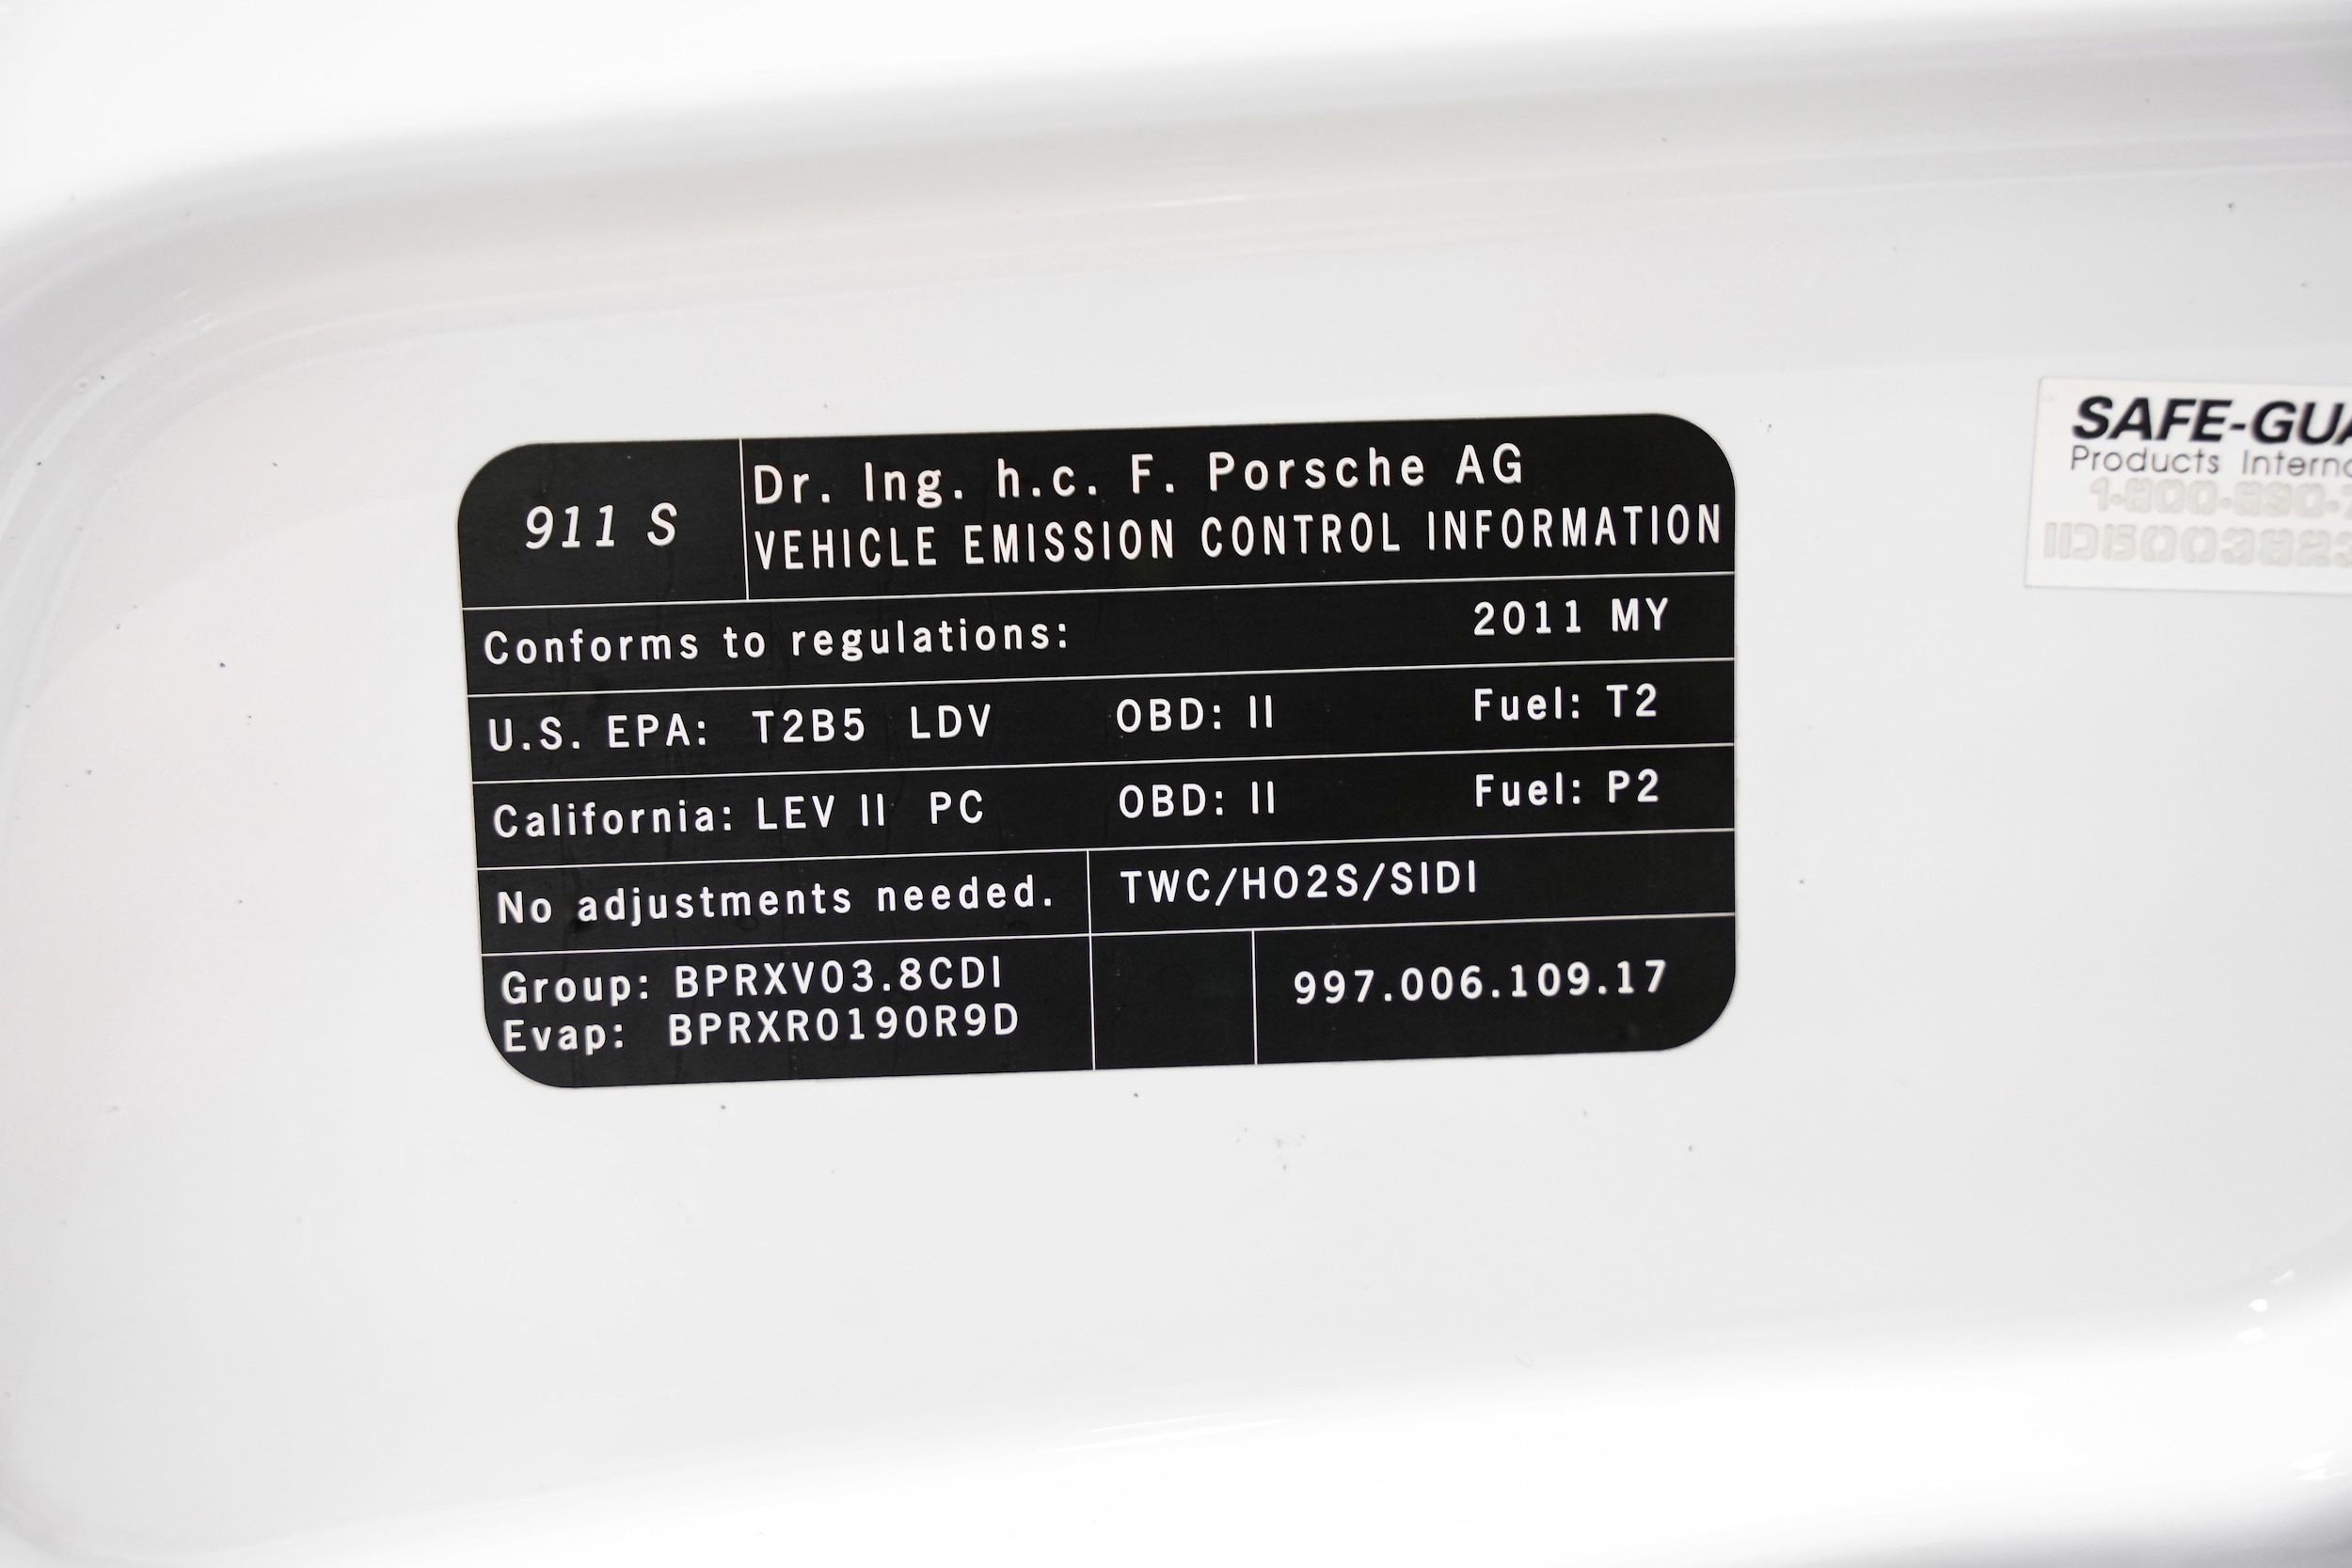 911 S
Dr. Ing. h.c. F. Porsche AG
VEHICLE EMISSION CONTROL INFORMATION
Conforms to regulations: 2011 MY
U.S. EPA: T2B5 LDV OBD: II Fuel: T2
California: LEV II PC OBD: II Fuel: P2
No adjustments needed. TWC/HO2S/SIDI
Group: BPRXV03.8CDI
Evap: BPRXR0190R9D
997.006.109.17
SAFE-GUA
Products Interna